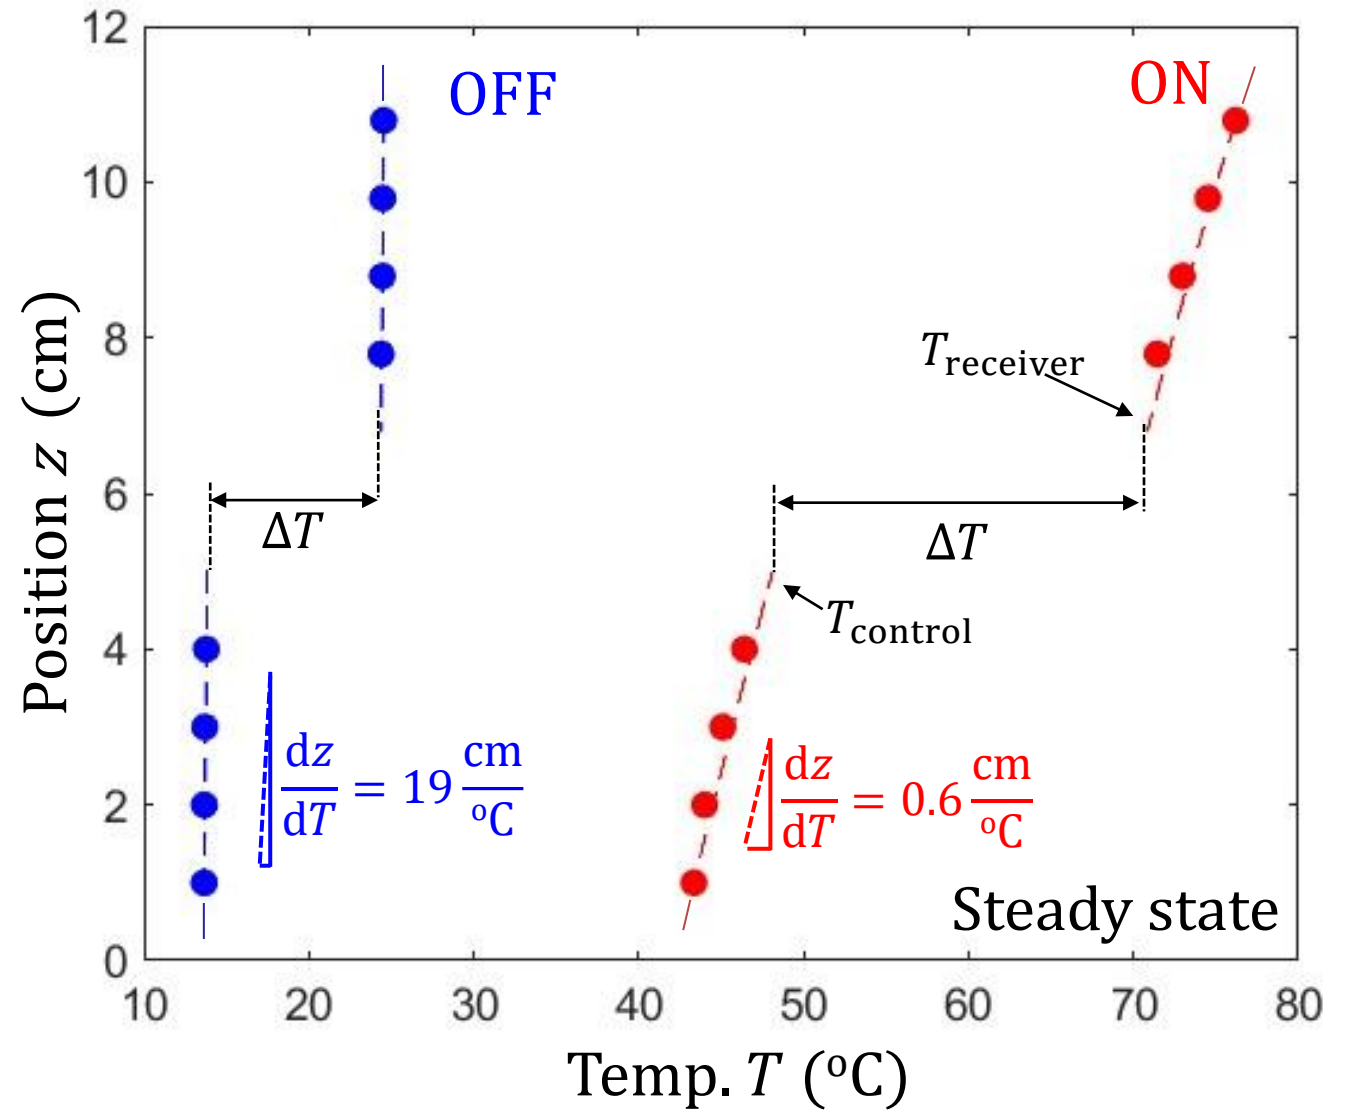 12
10
8
6
4
2
0
10 20 30 40 50 60 70 80
Position z (cm)
Temp. T (°C)
OFF
ON
T_receiver
ΔT
ΔT
T_control
dz/dT = 19 cm/°C
dz/dT = 0.6 cm/°C
Steady state